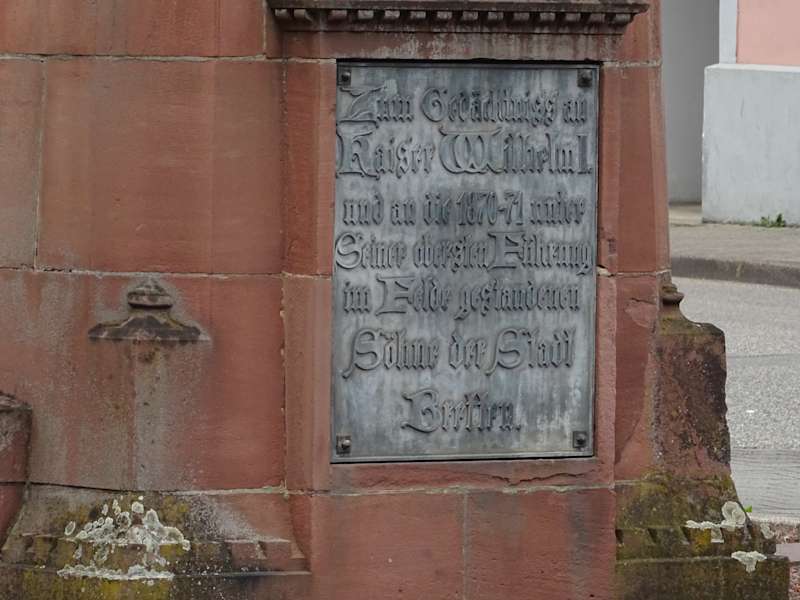 Zum Gedächtniss an
Kaiser Wilhelm I.
und an die 1870-71 unter
Seiner obersten Führung
im Felde gestandenen
Söhne der Stadt
Bretten.